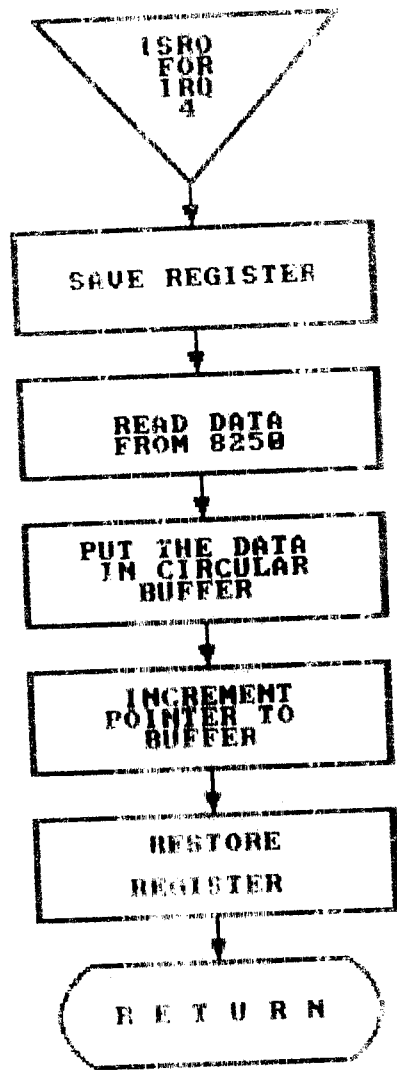 ISRO
FOR
IRQ
4
SAVE REGISTER
READ DATA
FROM 8250
PUT THE DATA
IN CIRCULAR
BUFFER
INCREMENT
POINTER TO
BUFFER
RESTORE
REGISTER
R E T U R N